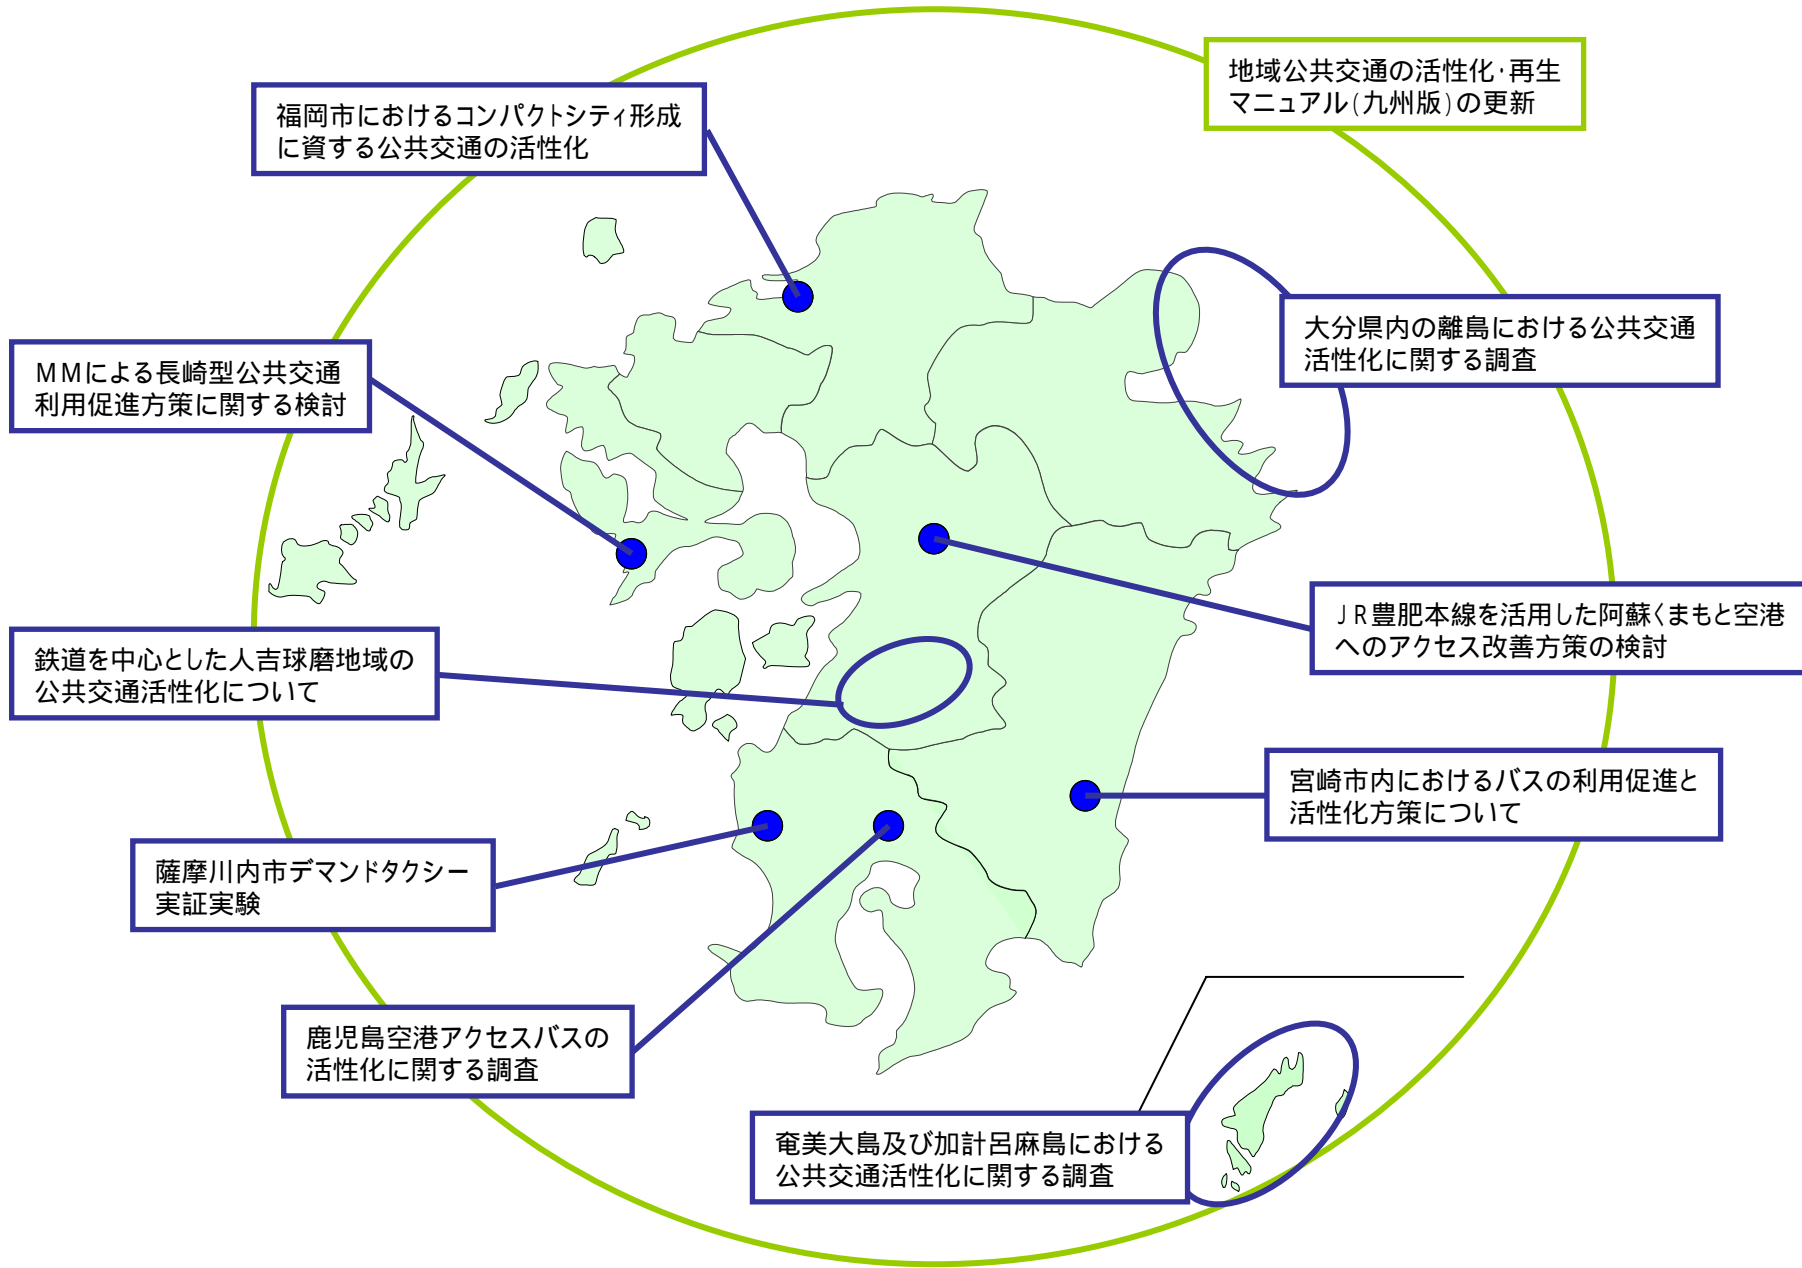 地域公共交通の活性化・再生
マニュアル(九州版)の更新
福岡市におけるコンパクトシティ形成
に資する公共交通の活性化
大分県内の離島における公共交通
活性化に関する調査
MMによる長崎型公共交通
利用促進方策に関する検討
JR豊肥本線を活用した阿蘇くまもと空港
へのアクセス改善方策の検討
鉄道を中心とした人吉球磨地域の
公共交通活性化について
宮崎市内におけるバスの利用促進と
活性化方策について
薩摩川内市デマンドタクシー
実証実験
鹿児島空港アクセスバスの
活性化に関する調査
奄美大島及び加計呂麻島における
公共交通活性化に関する調査